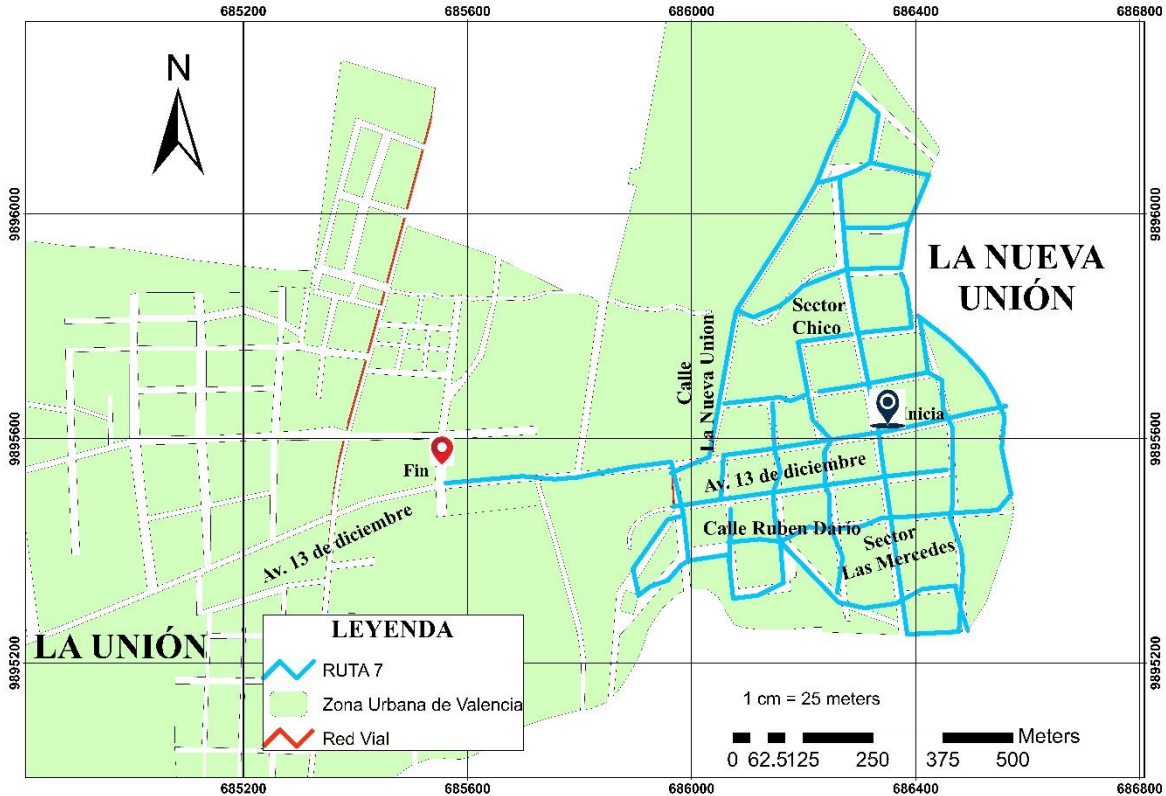 685200 685600 686000 686400 686800
N
9896000 9896000
LA NUEVA
UNIÓN
Sector
Chico
Calle
La Nueva Union
Inicia
9895600 9895600
Fin
Av. 13 de diciembre
Calle Ruben Darío
Sector
Las Mercedes
Av. 13 de diciembre
LA UNIÓN
LEYENDA
RUTA 7
Zona Urbana de Valencia
Red Vial
9895200 9895200
1 cm = 25 meters
Meters
0 62.5125 250 375 500
685200 685600 686000 686400 686800